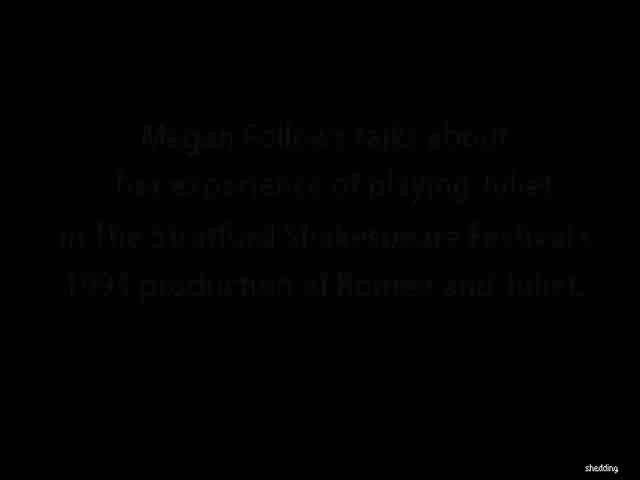 Megan Follows talks about
her experience of playing Juliet
in The Stratford Shakespeare Festival's
production of Romeo and Juliet.
shedding